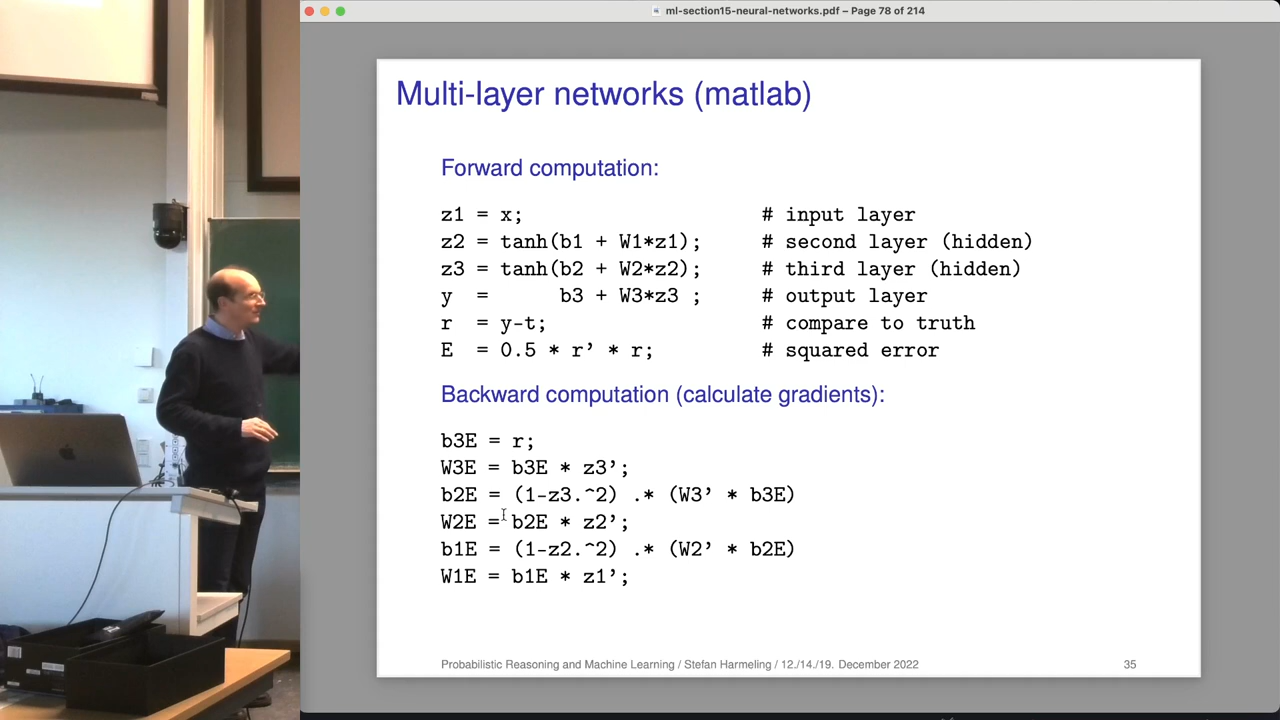 ml-section15-neural-networks.pdf – Page 78 of 214
Multi-layer networks (matlab)
Forward computation:
z1 = x; # input layer
z2 = tanh(b1 + W1*z1); # second layer (hidden)
z3 = tanh(b2 + W2*z2); # third layer (hidden)
y = b3 + W3*z3 ; # output layer
r = y-t; # compare to truth
E = 0.5 * r’ * r; # squared error
Backward computation (calculate gradients):
b3E = r;
W3E = b3E * z3’;
b2E = (1-z3.^2) .* (W3’ * b3E)
W2E = b2E * z2’;
b1E = (1-z2.^2) .* (W2’ * b2E)
W1E = b1E * z1’;
Probabilistic Reasoning and Machine Learning / Stefan Harmeling / 12./14./19. December 2022 35